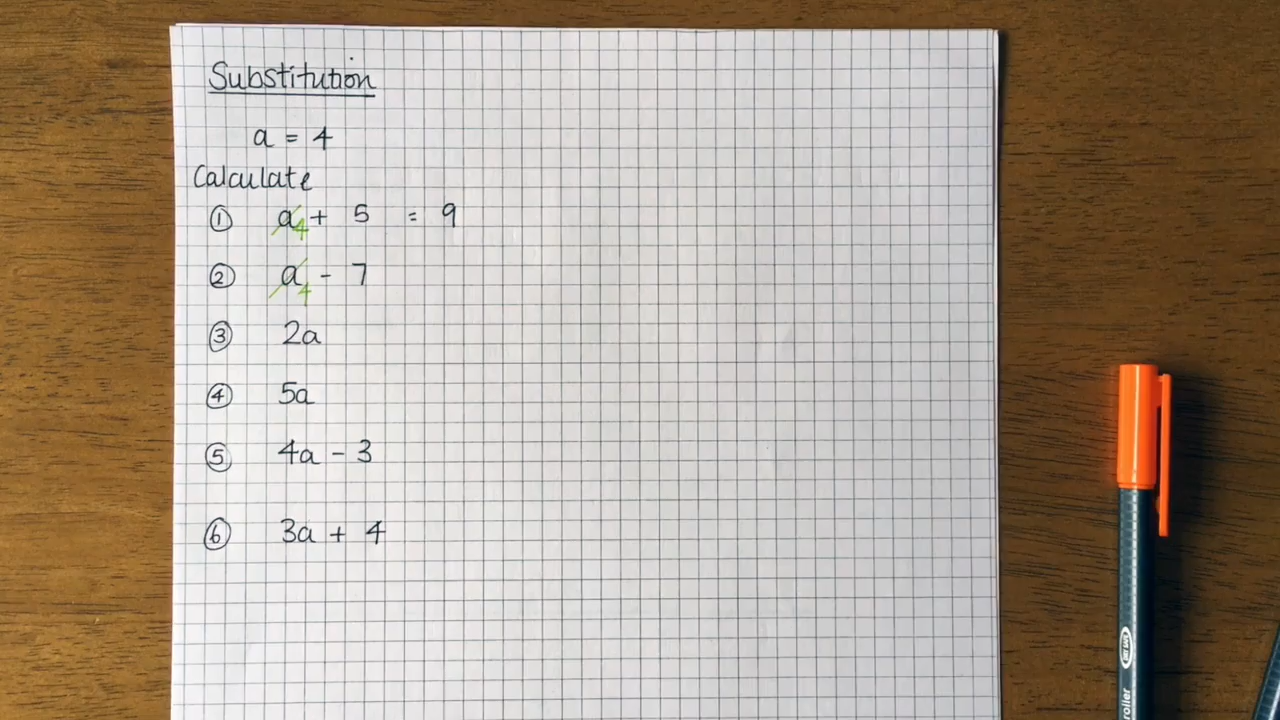 Substitution
a = 4
Calculate
① a 4 + 5 = 9
② a 4 - 7
③ 2a
④ 5a
⑤ 4a - 3
⑥ 3a + 4
roller